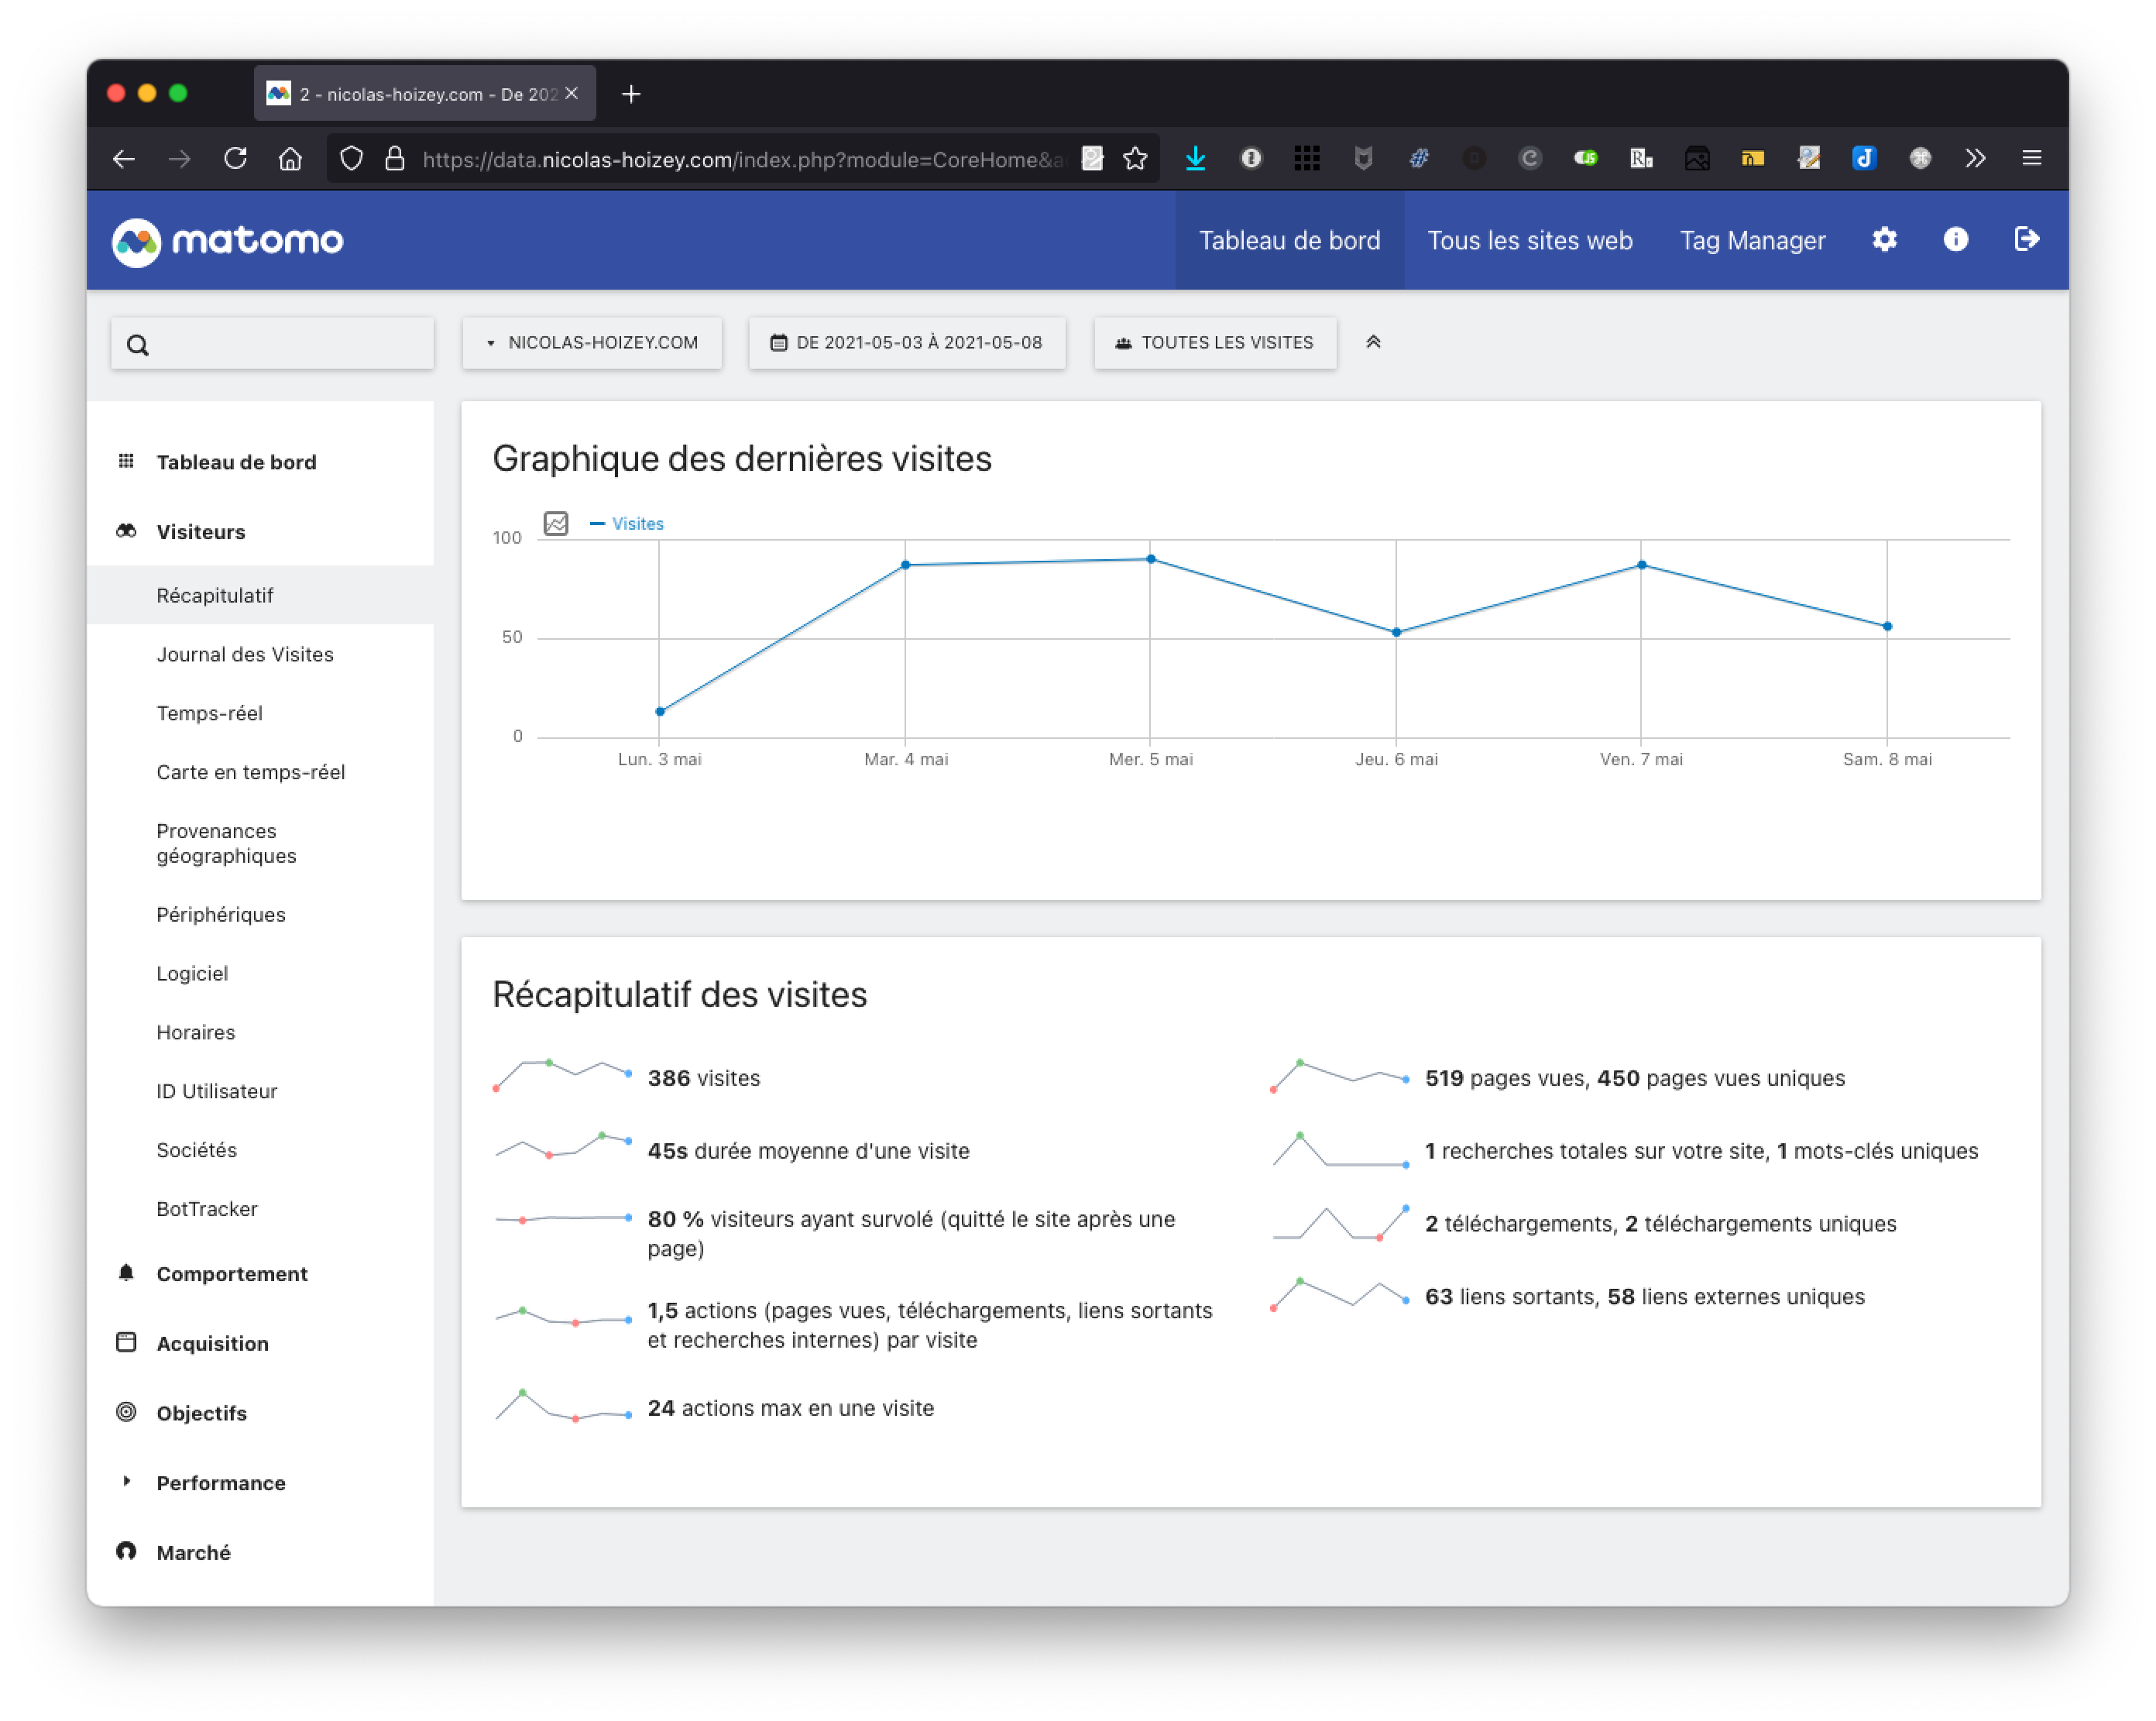 2 - nicolas-hoizey.com - De 202
https://data.nicolas-hoizey.com/index.php?module=CoreHome&a
matomo
Tableau de bord
Tous les sites web
Tag Manager
NICOLAS-HOIZEY.COM
DE 2021-05-03 À 2021-05-08
TOUTES LES VISITES
Tableau de bord
Visiteurs
Récapitulatif
Journal des Visites
Temps-réel
Carte en temps-réel
Provenances
géographiques
Périphériques
Logiciel
Horaires
ID Utilisateur
Sociétés
BotTracker
Comportement
Acquisition
Objectifs
Performance
Marché
Graphique des dernières visites
Visites
100
50
0
Lun. 3 mai
Mar. 4 mai
Mer. 5 mai
Jeu. 6 mai
Ven. 7 mai
Sam. 8 mai
Récapitulatif des visites
386 visites
45s durée moyenne d'une visite
80 % visiteurs ayant survolé (quitté le site après une
page)
1,5 actions (pages vues, téléchargements, liens sortants
et recherches internes) par visite
24 actions max en une visite
519 pages vues, 450 pages vues uniques
1 recherches totales sur votre site, 1 mots-clés uniques
2 téléchargements, 2 téléchargements uniques
63 liens sortants, 58 liens externes uniques